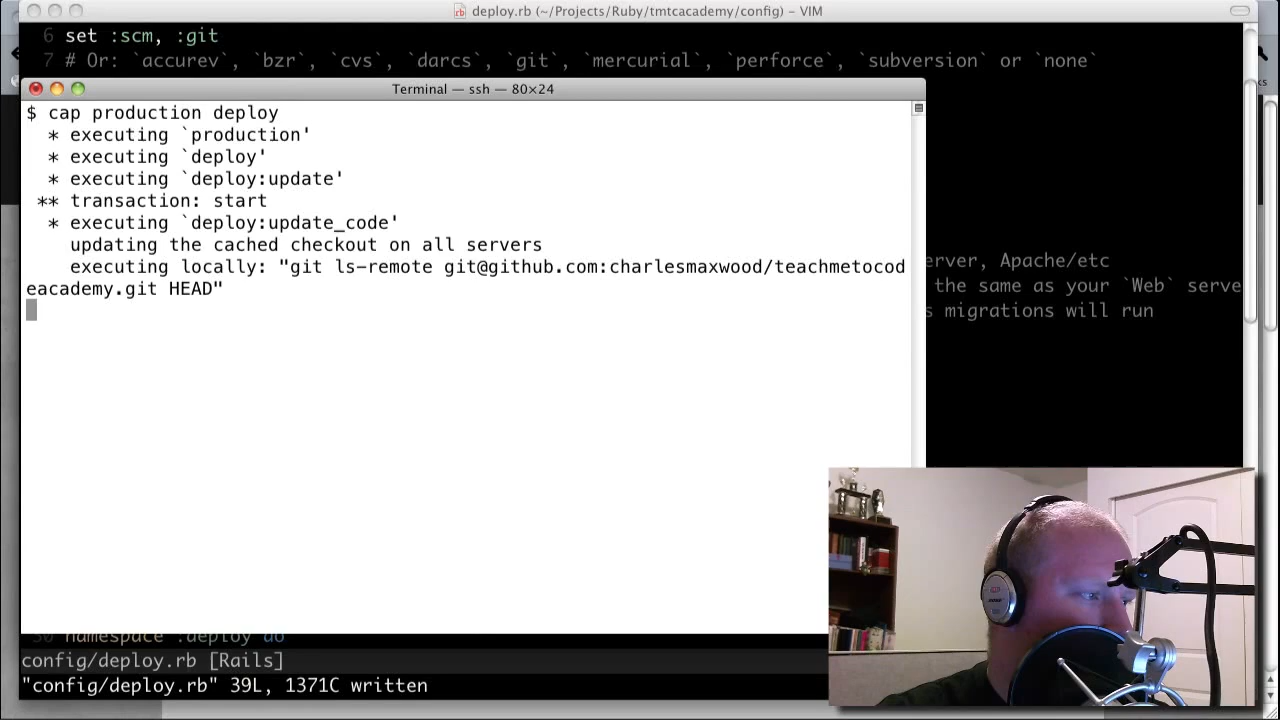 deploy.rb (~/Projects/Ruby/tmtcacademy/config) – VIM
6 set :scm, :git
7 # Or: `accurev`, `bzr`, `cvs`, `darcs`, `git`, `mercurial`, `perforce`, `subversion` or `none`
Terminal — ssh — 80×24
$ cap production deploy
* executing `production'
* executing `deploy'
* executing `deploy:update'
** transaction: start
* executing `deploy:update_code'
updating the cached checkout on all servers
erver, Apache/etc
executing locally: "git ls-remote git@github.com:charlesmaxwood/teachmetocod
the same as your `Web` serve
eacademy.git HEAD"
s migrations will run
30 namespace :deploy do
config/deploy.rb [Rails]
"config/deploy.rb" 39L, 1371C written